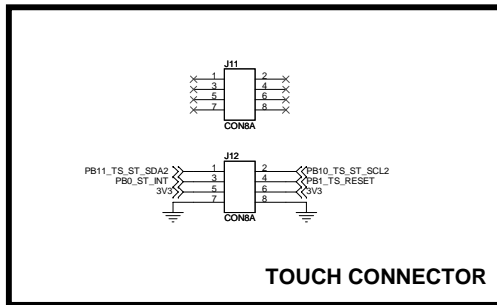 J11
1 2
3 4
5 6
7 8
CON8A
J12
PB11_TS_ST_SDA2 1 2 PB10_TS_ST_SCL2
PB0_ST_INT 3 4 PB1_TS_RESET
3V3 5 6 3V3
7 8
CON8A
TOUCH CONNECTOR